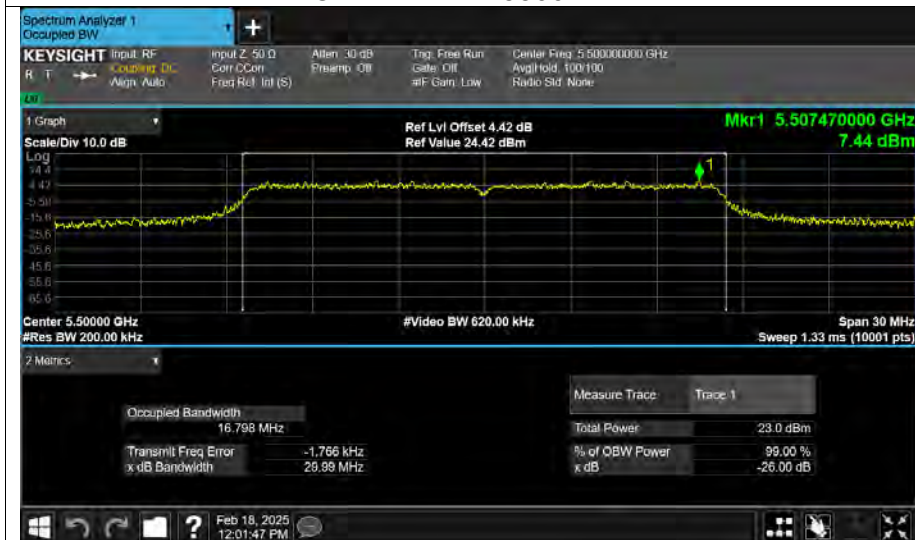 Spectrum Analyzer 1
Occupied BW
KEYSIGHT Input: RF Input Z: 50 Ω Atten: 30 dB Trig: Free Run Center Freq: 5.500000000 GHz
R T Coupling: DC Corr CCorr Preamp: Off Gate: Off Avg|Hold: 100/100
Align: Auto Freq Ref: Int (S) #IF Gain: Low Radio Std: None
1 Graph
Ref Lvl Offset 4.42 dB Mkr1 5.507470000 GHz
Scale/Div 10.0 dB Ref Value 24.42 dBm 7.44 dBm
Log
14.4
1
4.42
-5.58
-15.6
-25.6
-35.6
-45.6
-55.6
-65.6
Center 5.50000 GHz #Video BW 620.00 kHz Span 30 MHz
#Res BW 200.00 kHz Sweep 1.33 ms (10001 pts)
2 Metrics
Measure Trace Trace 1
Occupied Bandwidth
16.798 MHz Total Power 23.0 dBm
Transmit Freq Error -1.766 kHz % of OBW Power 99.00 %
x dB Bandwidth 29.99 MHz x dB -26.00 dB
? Feb 18, 2025
12:01:47 PM